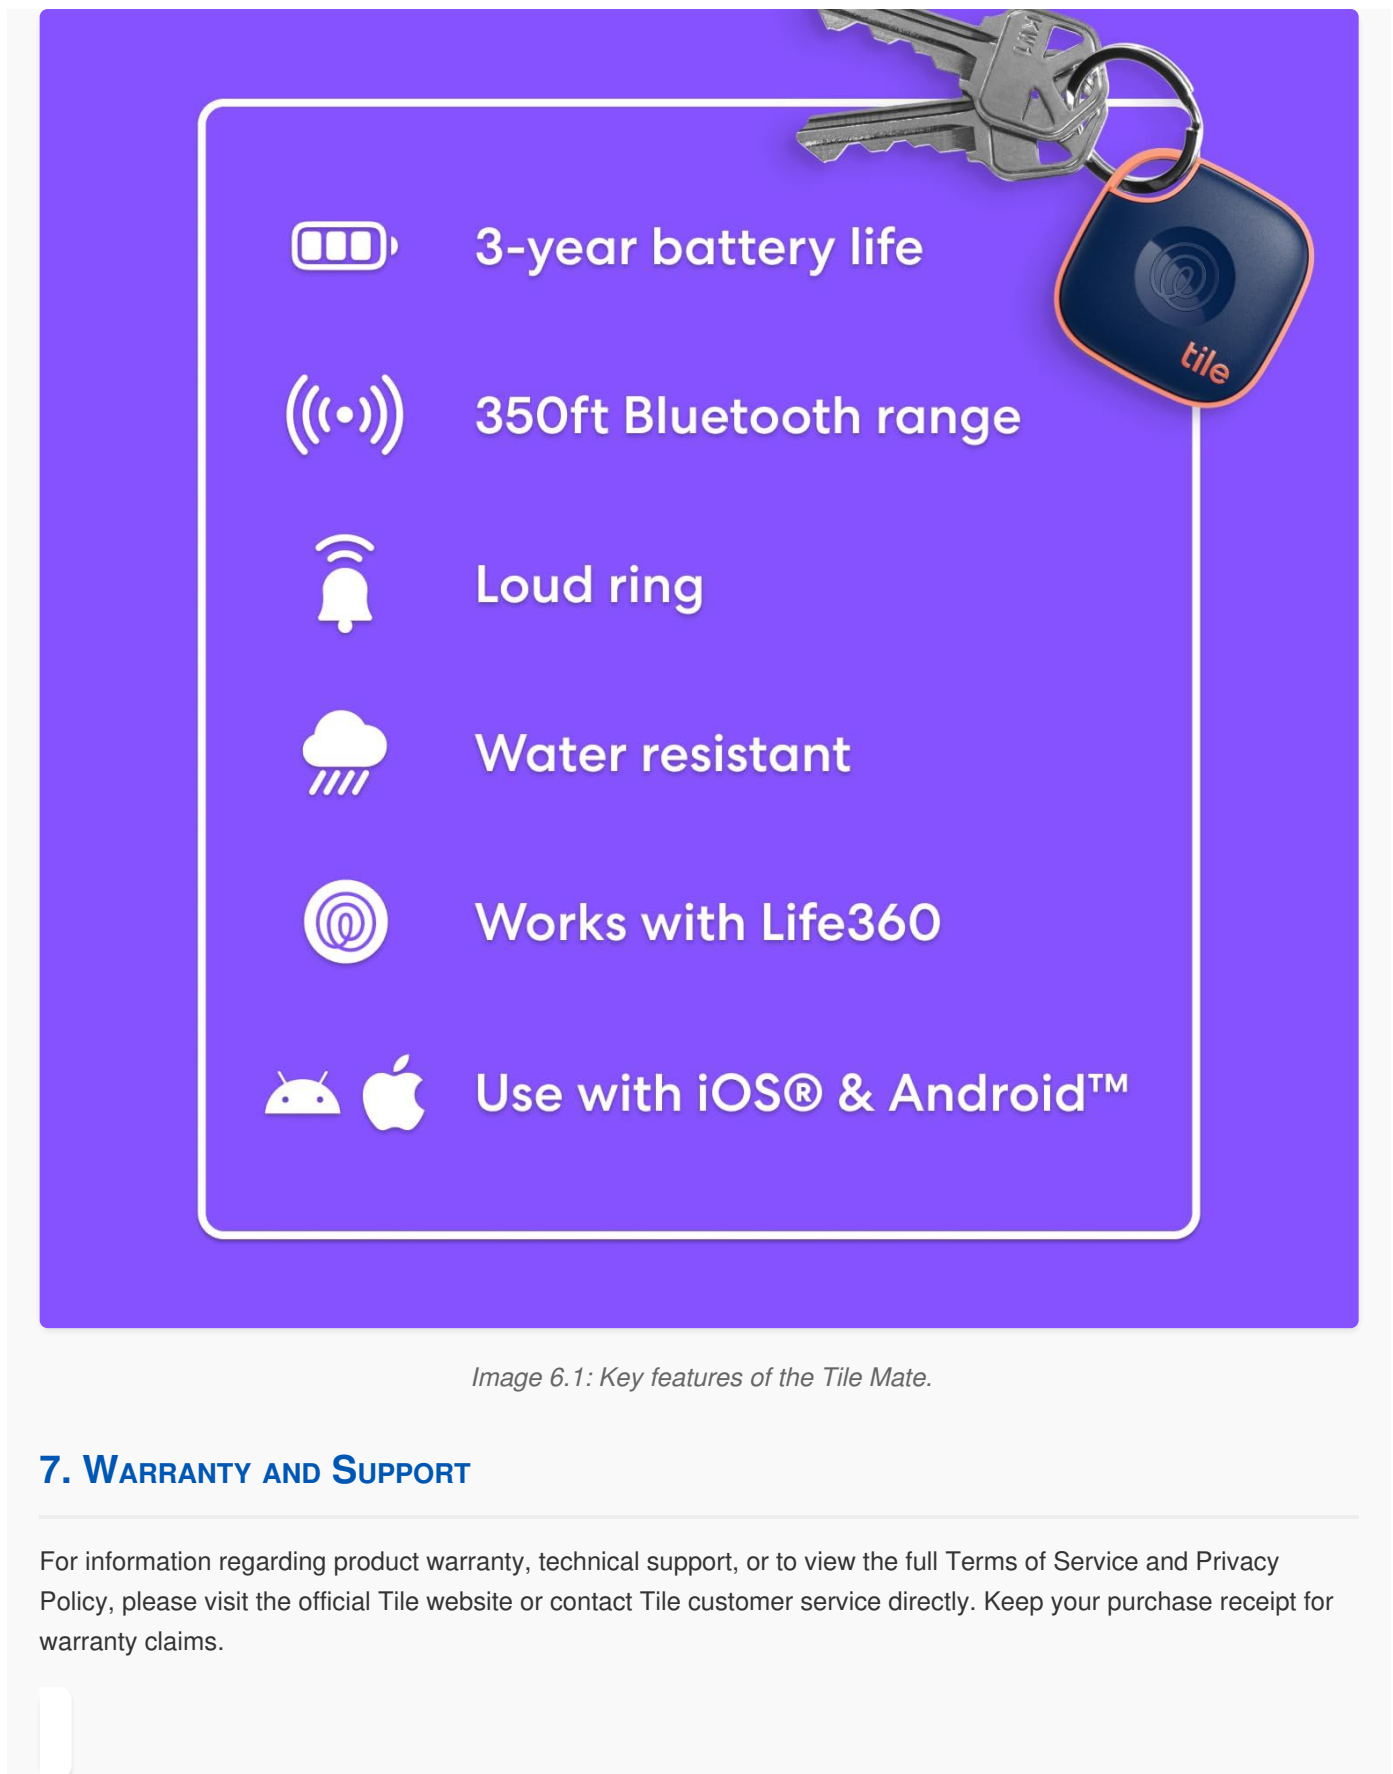 KW1
tile
3-year battery life
350ft Bluetooth range
Loud ring
Water resistant
Works with Life360
Use with iOS® & Android™
Image 6.1: Key features of the Tile Mate.
7. WARRANTY AND SUPPORT
For information regarding product warranty, technical support, or to view the full Terms of Service and Privacy
Policy, please visit the official Tile website or contact Tile customer service directly. Keep your purchase receipt for
warranty claims.